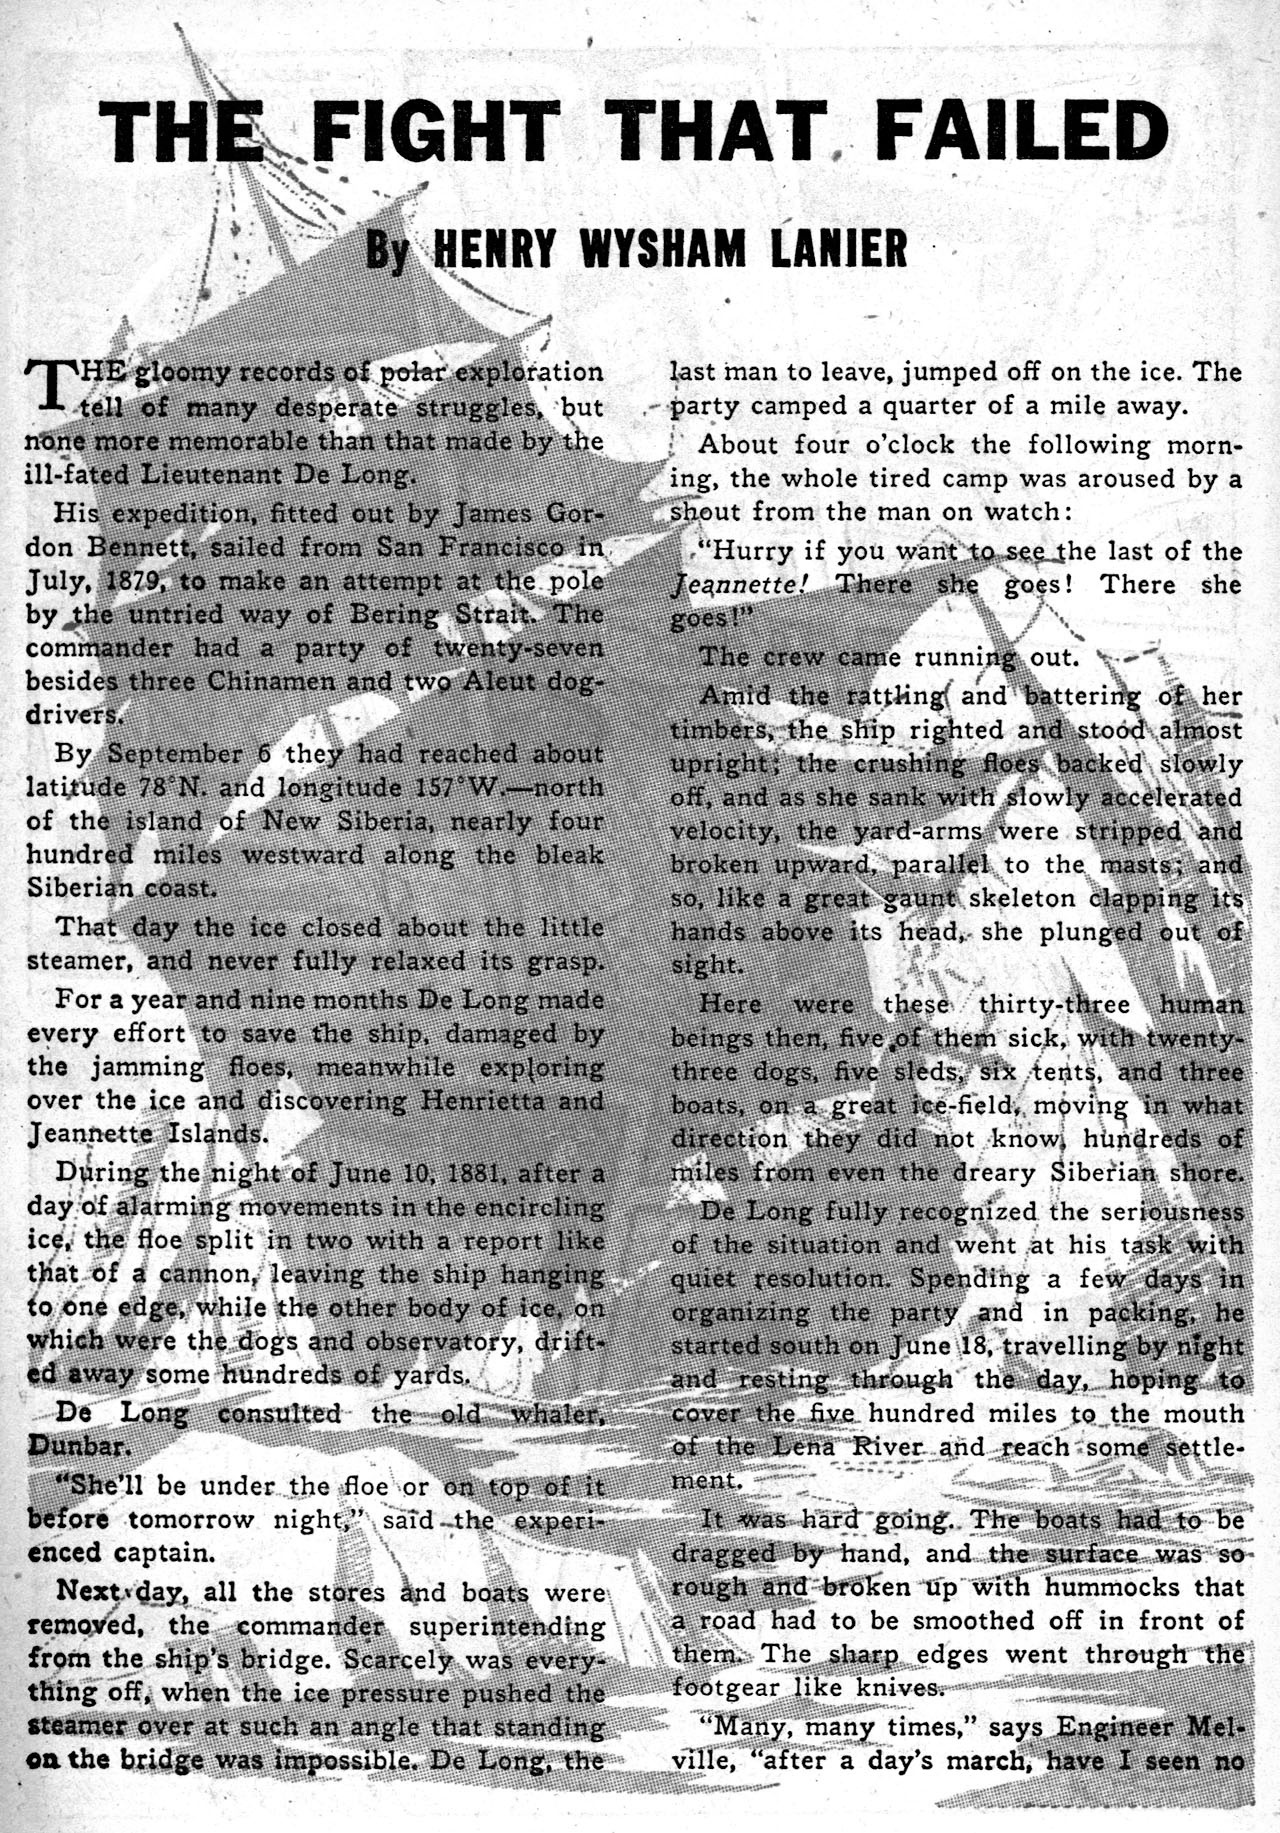 THE FIGHT THAT FAILED
By HENRY WYSHAM LANIER
THE gloomy records of polar exploration
tell of many desperate struggles, but
none more memorable than that made by the
ill-fated Lieutenant De Long.
His expedition, fitted out by James Gor-
don Bennett, sailed from San Francisco in
July, 1879, to make an attempt at the pole
by the untried way of Bering Strait. The
commander had a party of twenty-seven
besides three Chinamen and two Aleut dog-
drivers.
By September 6 they had reached about
latitude 78°N. and longitude 157°W.—north
of the island of New Siberia, nearly four
hundred miles westward along the bleak
Siberian coast.
That day the ice closed about the little
steamer, and never fully relaxed its grasp.
For a year and nine months De Long made
every effort to save the ship, damaged by
the jamming floes, meanwhile exploring
over the ice and discovering Henrietta and
Jeannette Islands.
During the night of June 10, 1881, after a
day of alarming movements in the encircling
ice, the floe split in two with a report like
that of a cannon, leaving the ship hanging
to one edge, while the other body of ice, on
which were the dogs and observatory, drift-
ed away some hundreds of yards.
De Long consulted the old whaler,
Dunbar.
"She'll be under the floe or on top of it
before tomorrow night," said the experi-
enced captain.
Next day, all the stores and boats were
removed, the commander superintending
from the ship's bridge. Scarcely was every-
thing off, when the ice pressure pushed the
steamer over at such an angle that standing
on the bridge was impossible. De Long, the
last man to leave, jumped off on the ice. The
party camped a quarter of a mile away.
About four o'clock the following morn-
ing, the whole tired camp was aroused by a
shout from the man on watch:
"Hurry if you want to see the last of the
Jeannette! There she goes! There she
goes!"
The crew came running out.
Amid the rattling and battering of her
timbers, the ship righted and stood almost
upright; the crushing floes backed slowly
off, and as she sank with slowly accelerated
velocity, the yard-arms were stripped and
broken upward, parallel to the masts; and
so, like a great gaunt skeleton clapping its
hands above its head, she plunged out of
sight.
Here were these thirty-three human
beings then, five of them sick, with twenty-
three dogs, five sleds, six tents, and three
boats, on a great ice-field, moving in what
direction they did not know, hundreds of
miles from even the dreary Siberian shore.
De Long fully recognized the seriousness
of the situation and went at his task with
quiet resolution. Spending a few days in
organizing the party and in packing, he
started south on June 18, travelling by night
and resting through the day, hoping to
cover the five hundred miles to the mouth
of the Lena River and reach some settle-
ment.
It was hard going. The boats had to be
dragged by hand, and the surface was so
rough and broken up with hummocks that
a road had to be smoothed off in front of
them. The sharp edges went through the
footgear like knives.
"Many, many times," says Engineer Mel-
ville, "after a day's march, have I seen no